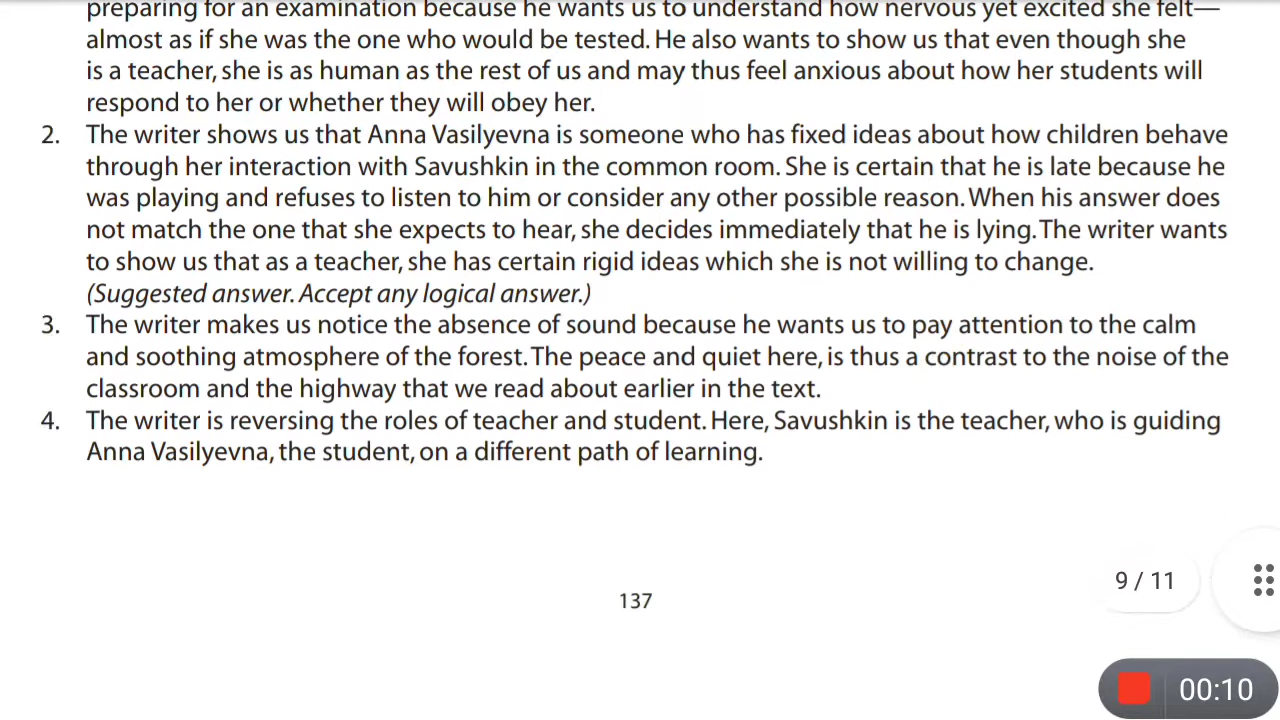 preparing for an examination because he wants us to understand how nervous yet excited she felt—
almost as if she was the one who would be tested. He also wants to show us that even though she
is a teacher, she is as human as the rest of us and may thus feel anxious about how her students will
respond to her or whether they will obey her.
2. The writer shows us that Anna Vasilyevna is someone who has fixed ideas about how children behave
through her interaction with Savushkin in the common room. She is certain that he is late because he
was playing and refuses to listen to him or consider any other possible reason. When his answer does
not match the one that she expects to hear, she decides immediately that he is lying. The writer wants
to show us that as a teacher, she has certain rigid ideas which she is not willing to change.
(Suggested answer. Accept any logical answer.)
3. The writer makes us notice the absence of sound because he wants us to pay attention to the calm
and soothing atmosphere of the forest. The peace and quiet here, is thus a contrast to the noise of the
classroom and the highway that we read about earlier in the text.
4. The writer is reversing the roles of teacher and student. Here, Savushkin is the teacher, who is guiding
Anna Vasilyevna, the student, on a different path of learning.
9 / 11
137
00:10